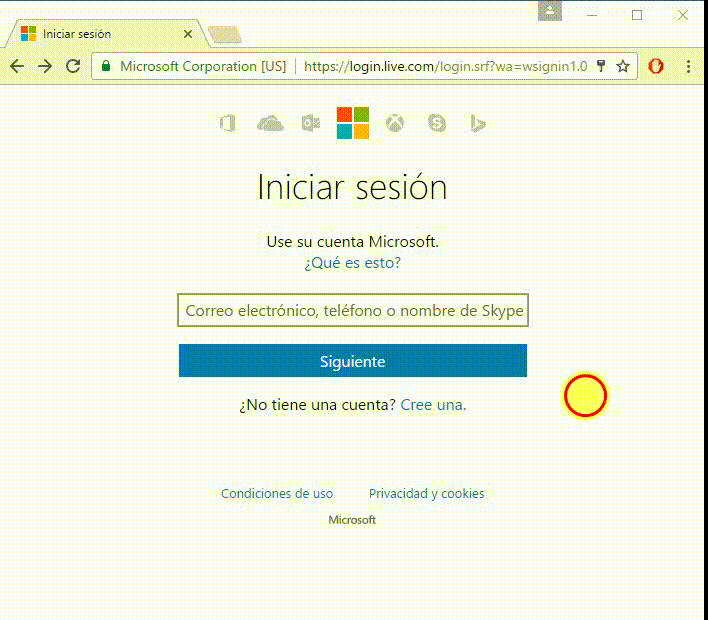 Iniciar sesión
Microsoft Corporation [US] | https://login.live.com/login.srf?wa=wsignin1.0
Iniciar sesión
Use su cuenta Microsoft.
¿Qué es esto?
Correo electrónico, teléfono o nombre de Skype
Siguiente
¿No tiene una cuenta? Cree una.
Condiciones de uso Privacidad y cookies
Microsoft